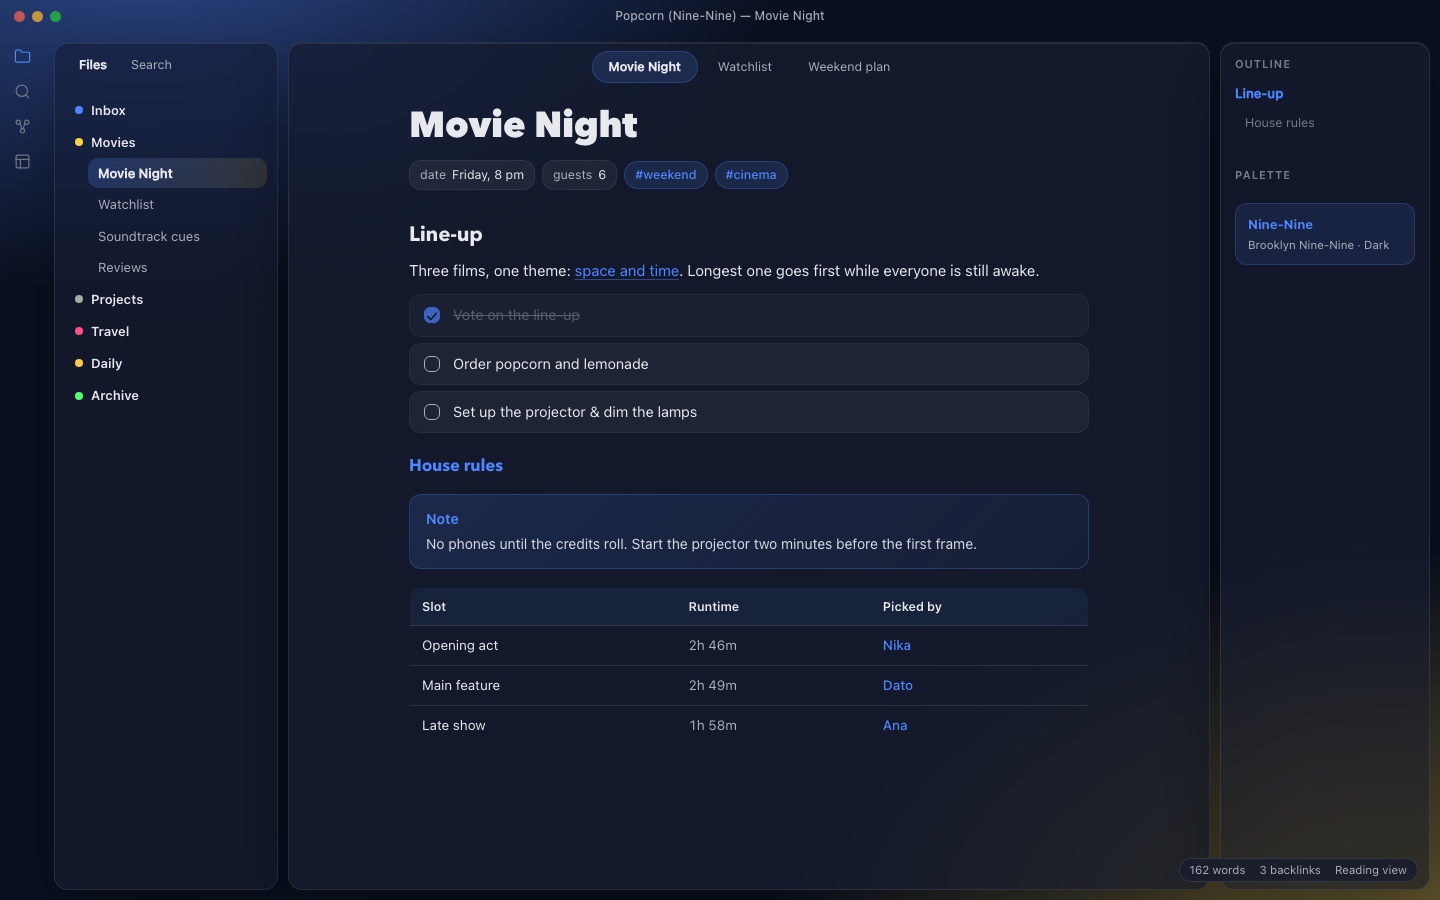 Popcorn (Nine-Nine) — Movie Night
Files
Search
Inbox
Movies
Movie Night
Watchlist
Soundtrack cues
Reviews
Projects
Travel
Daily
Archive
Movie Night
Watchlist
Weekend plan
Movie Night
date Friday, 8 pm
guests 6
#weekend
#cinema
Line-up
Three films, one theme: space and time. Longest one goes first while everyone is still awake.
Vote on the line-up
Order popcorn and lemonade
Set up the projector & dim the lamps
House rules
Note
No phones until the credits roll. Start the projector two minutes before the first frame.
Slot Runtime Picked by
Opening act 2h 46m Nika
Main feature 2h 49m Dato
Late show 1h 58m Ana
OUTLINE
Line-up
House rules
PALETTE
Nine-Nine
Brooklyn Nine-Nine · Dark
162 words 3 backlinks Reading view